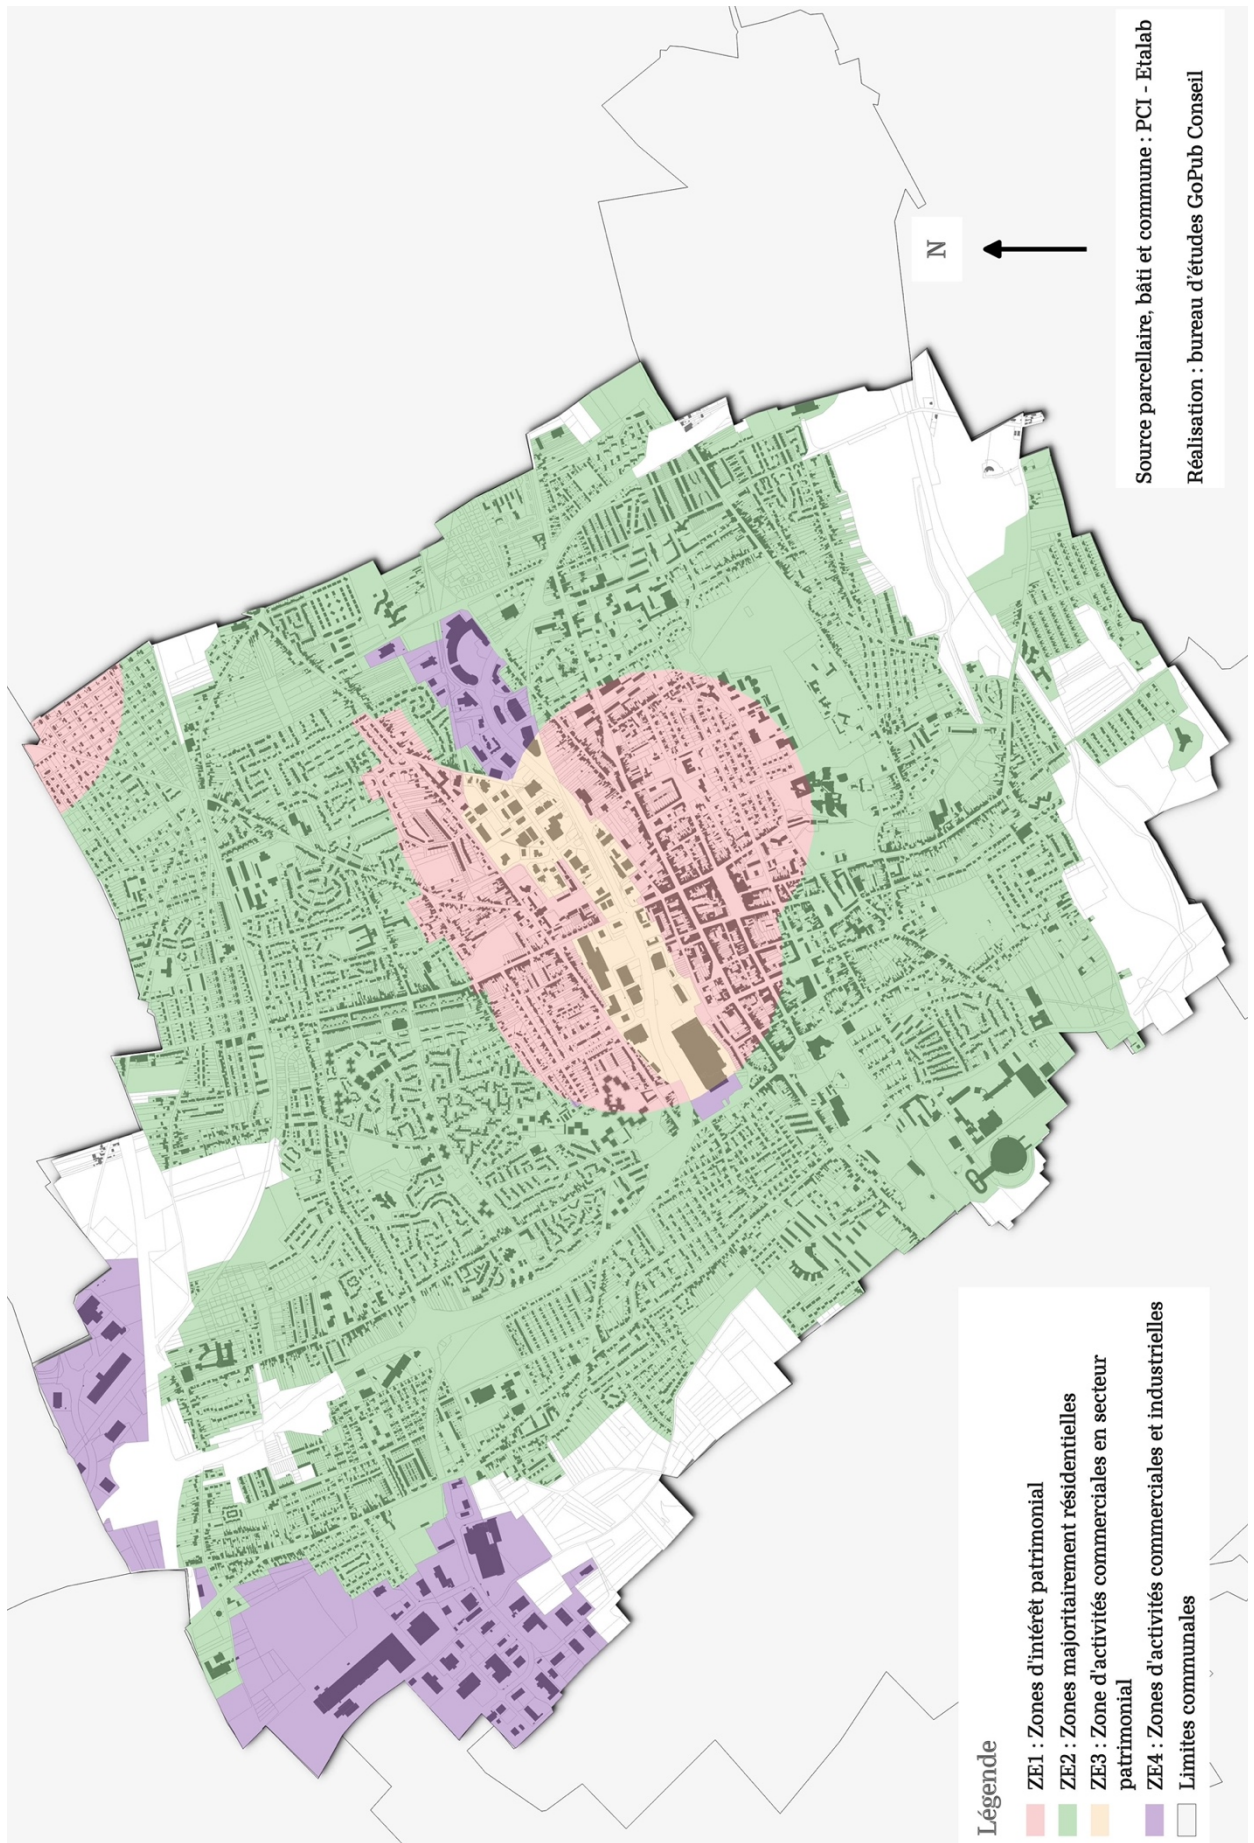 Légende
ZE1 : Zones d'intérêt patrimonial
ZE2 : Zones majoritairement résidentielles
ZE3 : Zone d'activités commerciales en secteur
patrimonial
ZE4 : Zones d'activités commerciales et industrielles
Limites communales
N
Source parcellaire, bâti et commune : PCI - Etalab
Réalisation : bureau d'études GoPub Conseil